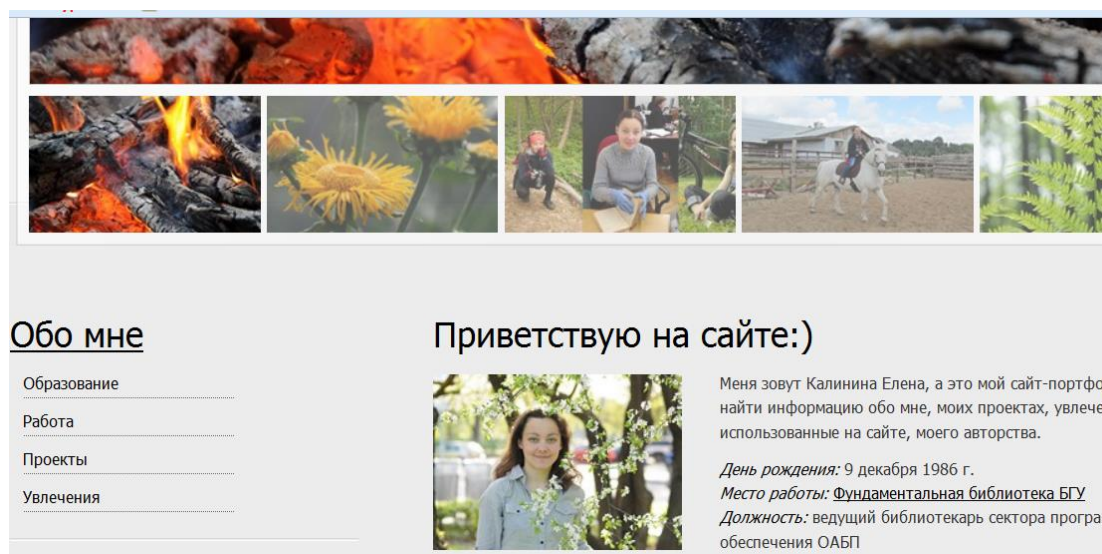 Обо мне
Образование
Работа
Проекты
Увлечения
Приветствую на сайте:)
Меня зовут Калинина Елена, а это мой сайт-портфо
найти информацию обо мне, моих проектах, увлече
использованные на сайте, моего авторства.
День рождения: 9 декабря 1986 г.
Место работы: Фундаментальная библиотека БГУ
Должность: ведущий библиотекарь сектора програ
обеспечения ОАБП